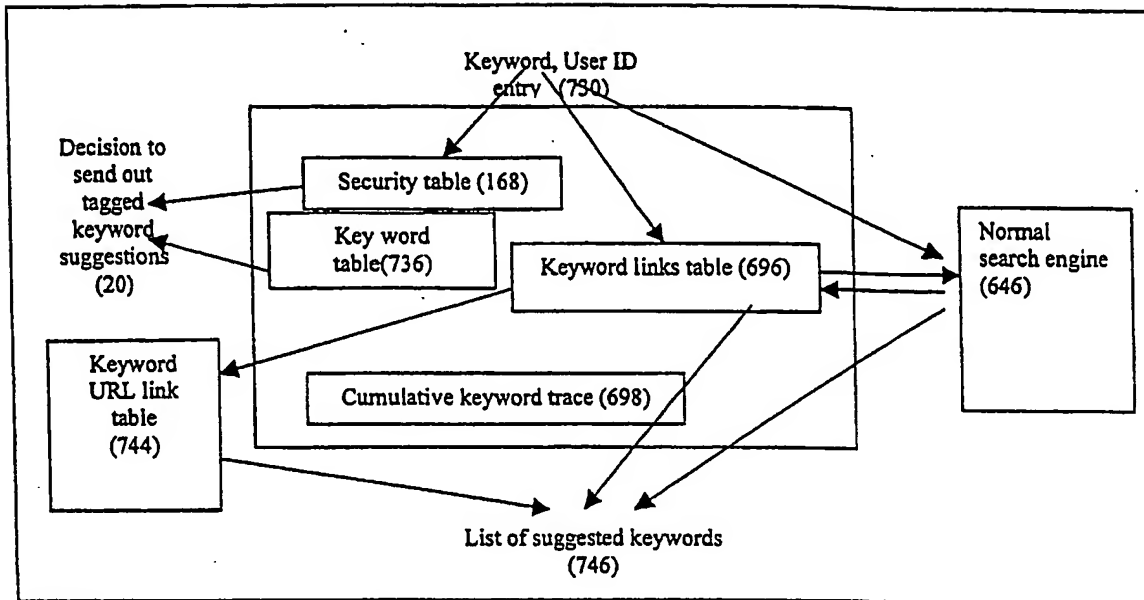 Keyword, User ID
entry (730)
Decision to
send out
tagged
keyword
suggestions
(20)
Security table (168)
Key word
table(736)
Keyword links table (696)
Normal
search engine
(646)
Keyword
URL link
table
(744)
Cumulative keyword trace (698)
List of suggested keywords
(746)